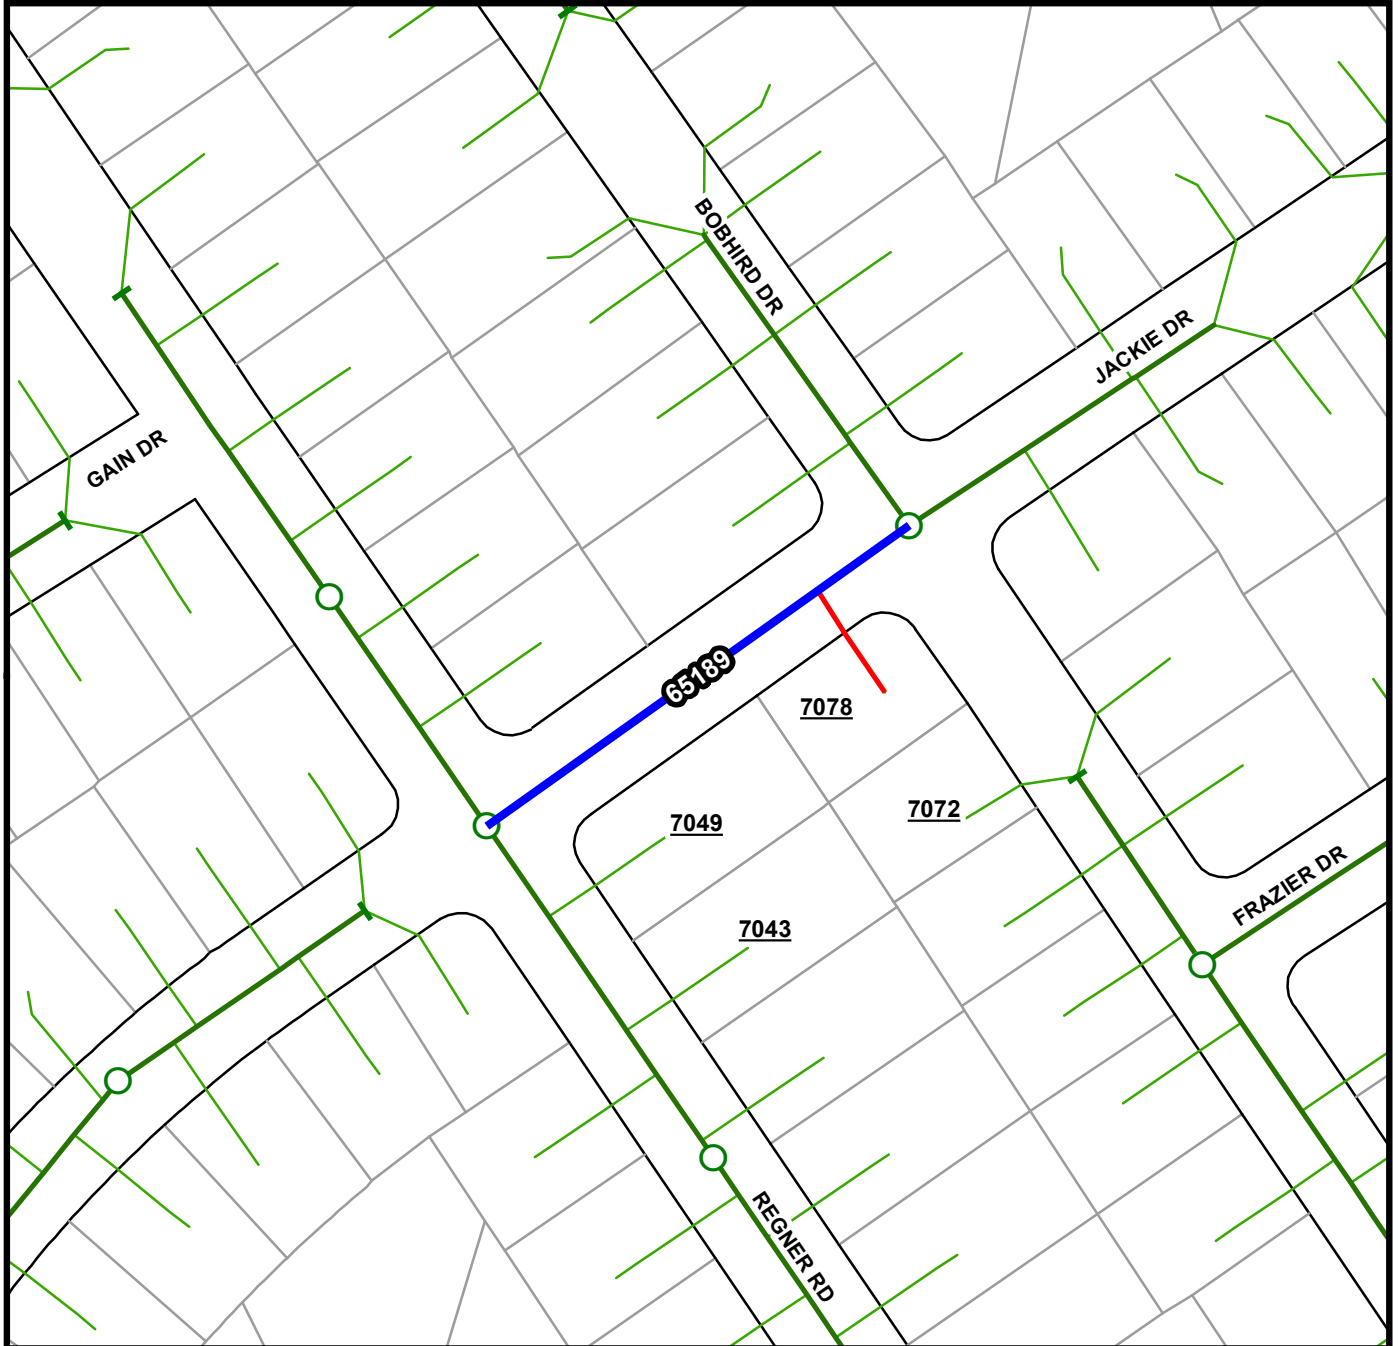 BOBHIRD DR
JACKIE DR
GAIN DR
65189
7078
7049
7072
FRAZIER DR
7043
REGNER RD